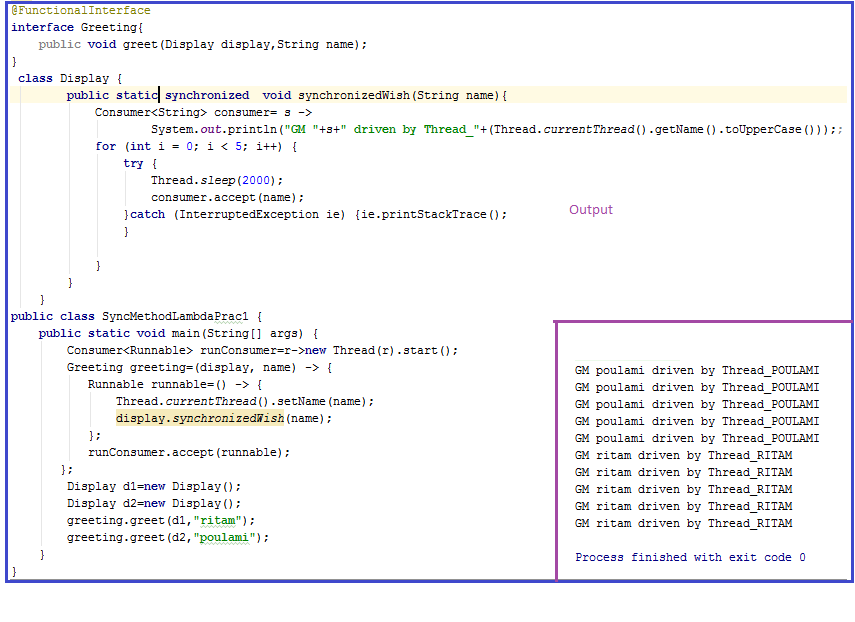 @FunctionalInterface
interface Greeting{
    public void greet(Display display,String name);
}
 class Display {
        public static synchronized  void synchronizedWish(String name){
            Consumer<String> consumer= s ->
                    System.out.println("GM "+s+" driven by Thread_"+(Thread.currentThread().getName().toUpperCase()));;
            for (int i = 0; i < 5; i++) {
                try {
                    Thread.sleep(2000);
                    consumer.accept(name);
                }catch (InterruptedException ie) {ie.printStackTrace();
                }
            }
        }
    }
public class SyncMethodLambdaPrac1 {
    public static void main(String[] args) {
        Consumer<Runnable> runConsumer=r->new Thread(r).start();
        Greeting greeting=(display, name) -> {
           Runnable runnable=() -> {
               Thread.currentThread().setName(name);
               display.synchronizedWish(name);
           };
           runConsumer.accept(runnable);
       };
        Display d1=new Display();
        Display d2=new Display();
        greeting.greet(d1,"ritam");
        greeting.greet(d2,"poulami");
    }
}
Output
GM poulami driven by Thread_POULAMI
GM poulami driven by Thread_POULAMI
GM poulami driven by Thread_POULAMI
GM poulami driven by Thread_POULAMI
GM poulami driven by Thread_POULAMI
GM ritam driven by Thread_RITAM
GM ritam driven by Thread_RITAM
GM ritam driven by Thread_RITAM
GM ritam driven by Thread_RITAM
GM ritam driven by Thread_RITAM
Process finished with exit code 0